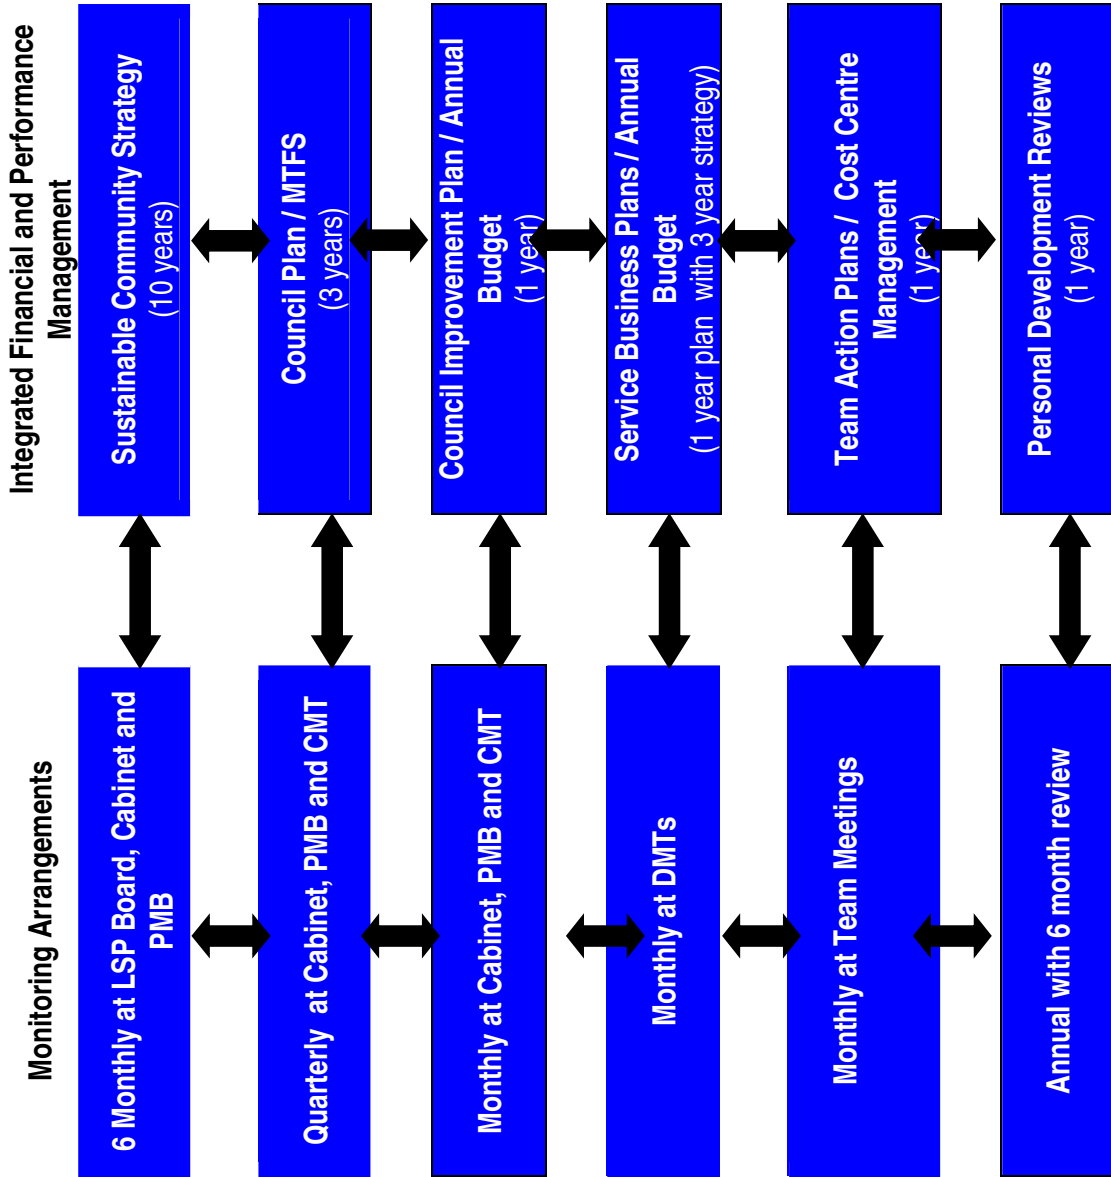 Integrated Financial and Performance
Management
Sustainable Community Strategy
(10 years)
Council Plan / MTFS
(3 years)
Council Improvement Plan / Annual
Budget
(1 year)
Service Business Plans / Annual
Budget
(1 year plan with 3 year strategy)
Team Action Plans / Cost Centre
Management
(1 year)
Personal Development Reviews
(1 year)
Monitoring Arrangements
6 Monthly at LSP Board, Cabinet and
PMB
Quarterly at Cabinet, PMB and CMT
Monthly at Cabinet, PMB and CMT
Monthly at DMTs
Monthly at Team Meetings
Annual with 6 month review